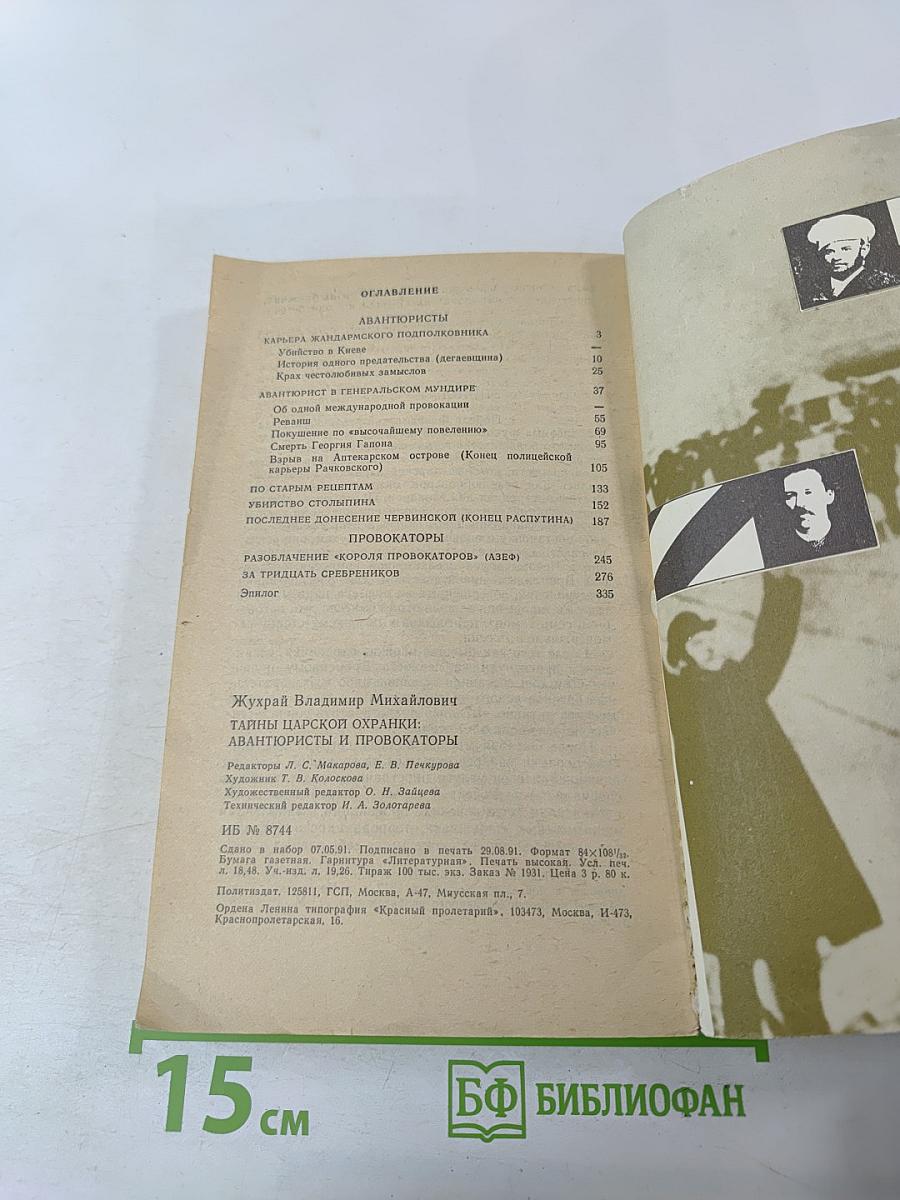 ОГЛАВЛЕНИЕ
АВАНТЮРИСТЫ
КАРЬЕРА ЖАНДАРМСКОГО ПОДПОЛКОВНИКА 3
Убийство в Киеве —
История одного предательства (дегаевщина) 10
Крах честолюбивых замыслов 25
АВАНТЮРИСТ В ГЕНЕРАЛЬСКОМ МУНДИРЕ 37
Об одной международной провокации —
Реванш 55
Покушение по «высочайшему повелению» 69
Смерть Георгия Гапона 95
Взрыв на Аптекарском острове (Конец полицейской
карьеры Рачковского) 105
ПО СТАРЫМ РЕЦЕПТАМ 133
УБИЙСТВО СТОЛЫПИНА 152
ПОСЛЕДНЕЕ ДОНЕСЕНИЕ ЧЕРВИНСКОЙ (КОНЕЦ РАСПУТИНА) 187
ПРОВОКАТОРЫ
РАЗОБЛАЧЕНИЕ «КОРОЛЯ ПРОВОКАТОРОВ» (АЗЕФ) 245
ЗА ТРИДЦАТЬ СРЕБРЕНИКОВ 276
Эпилог 335
Жухрай Владимир Михайлович
ТАЙНЫ ЦАРСКОЙ ОХРАНКИ:
АВАНТЮРИСТЫ И ПРОВОКАТОРЫ
Редакторы Л. С. Макарова, Е. В. Печкурова
Художник Т. В. Колоскова
Художественный редактор О. Н. Зайцева
Технический редактор И. А. Золотарева
ИБ № 8744
Сдано в набор 07.05.91. Подписано в печать 29.08.91. Формат 84×108 1/32.
Бумага газетная. Гарнитура «Литературная». Печать высокая. Усл. печ.
л. 18,48. Уч.-изд. л. 19,26. Тираж 100 тыс. экз. Заказ № 1931. Цена 3 р. 80 к.
Политиздат. 125811, ГСП, Москва, А-47, Миусская пл., 7.
Ордена Ленина типография «Красный пролетарий». 103473, Москва, И-473,
Краснопролетарская, 16.
15 см
БФ БИБЛИОФАН